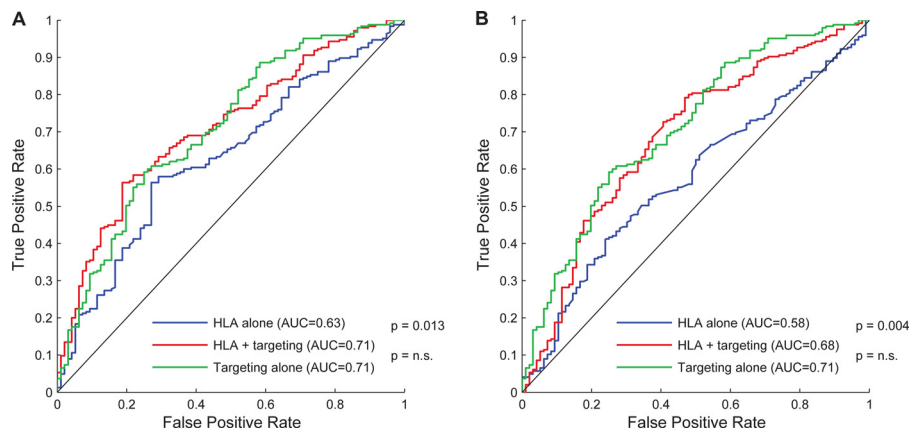 A
True Positive Rate
1
0.9
0.8
0.7
0.6
0.5
0.4
0.3
0.2
0.1
0
HLA alone (AUC=0.63)
HLA + targeting (AUC=0.71)
Targeting alone (AUC=0.71)
p = 0.013
p = n.s.
0 0.2 0.4 0.6 0.8 1
False Positive Rate
B
True Positive Rate
1
0.9
0.8
0.7
0.6
0.5
0.4
0.3
0.2
0.1
0
HLA alone (AUC=0.58)
HLA + targeting (AUC=0.68)
Targeting alone (AUC=0.71)
p = 0.004
p = n.s.
0 0.2 0.4 0.6 0.8 1
False Positive Rate